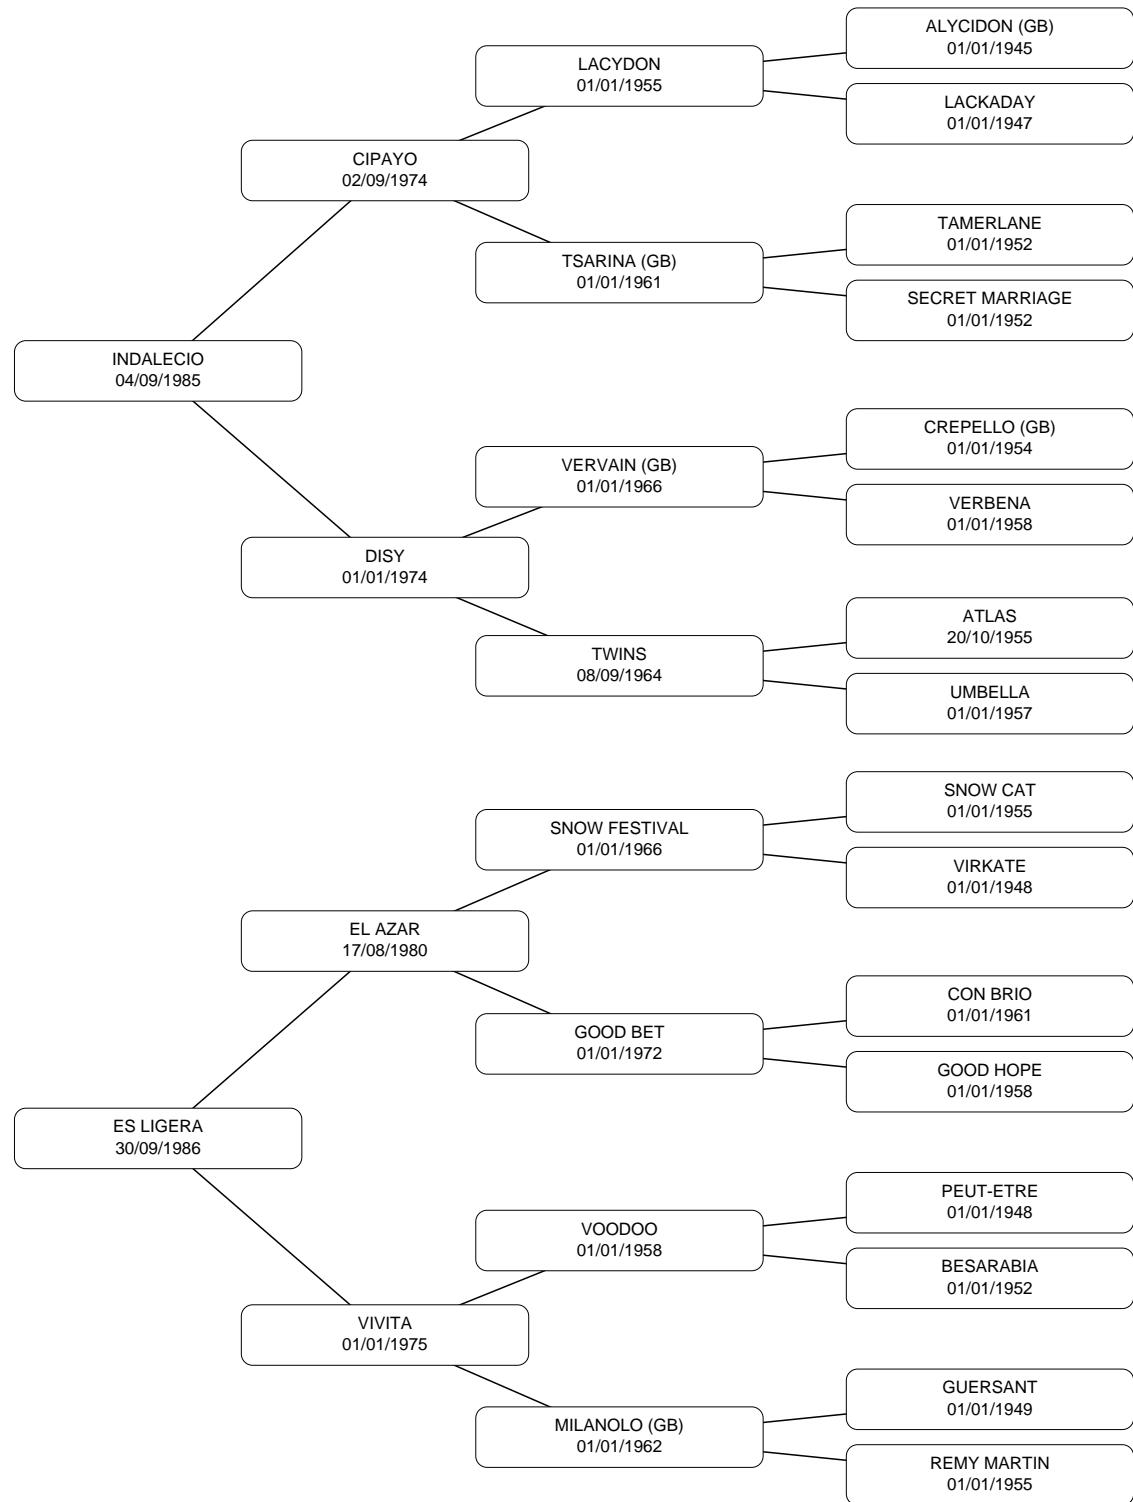 ALYCIDON (GB)
01/01/1945
LACYDON
01/01/1955
LACKADAY
01/01/1947
CIPAYO
02/09/1974
TAMERLANE
01/01/1952
TSARINA (GB)
01/01/1961
SECRET MARRIAGE
01/01/1952
INDALECIO
04/09/1985
CREPELLO (GB)
01/01/1954
VERVAIN (GB)
01/01/1966
VERBENA
01/01/1958
DISY
01/01/1974
ATLAS
20/10/1955
TWINS
08/09/1964
UMBELLA
01/01/1957
SNOW CAT
01/01/1955
SNOW FESTIVAL
01/01/1966
VIRKATE
01/01/1948
EL AZAR
17/08/1980
CON BRIO
01/01/1961
GOOD BET
01/01/1972
GOOD HOPE
01/01/1958
ES LIGERA
30/09/1986
PEUT-ETRE
01/01/1948
VOODOO
01/01/1958
BESARABIA
01/01/1952
VIVITA
01/01/1975
GUERSANT
01/01/1949
MILANOLO (GB)
01/01/1962
REMY MARTIN
01/01/1955